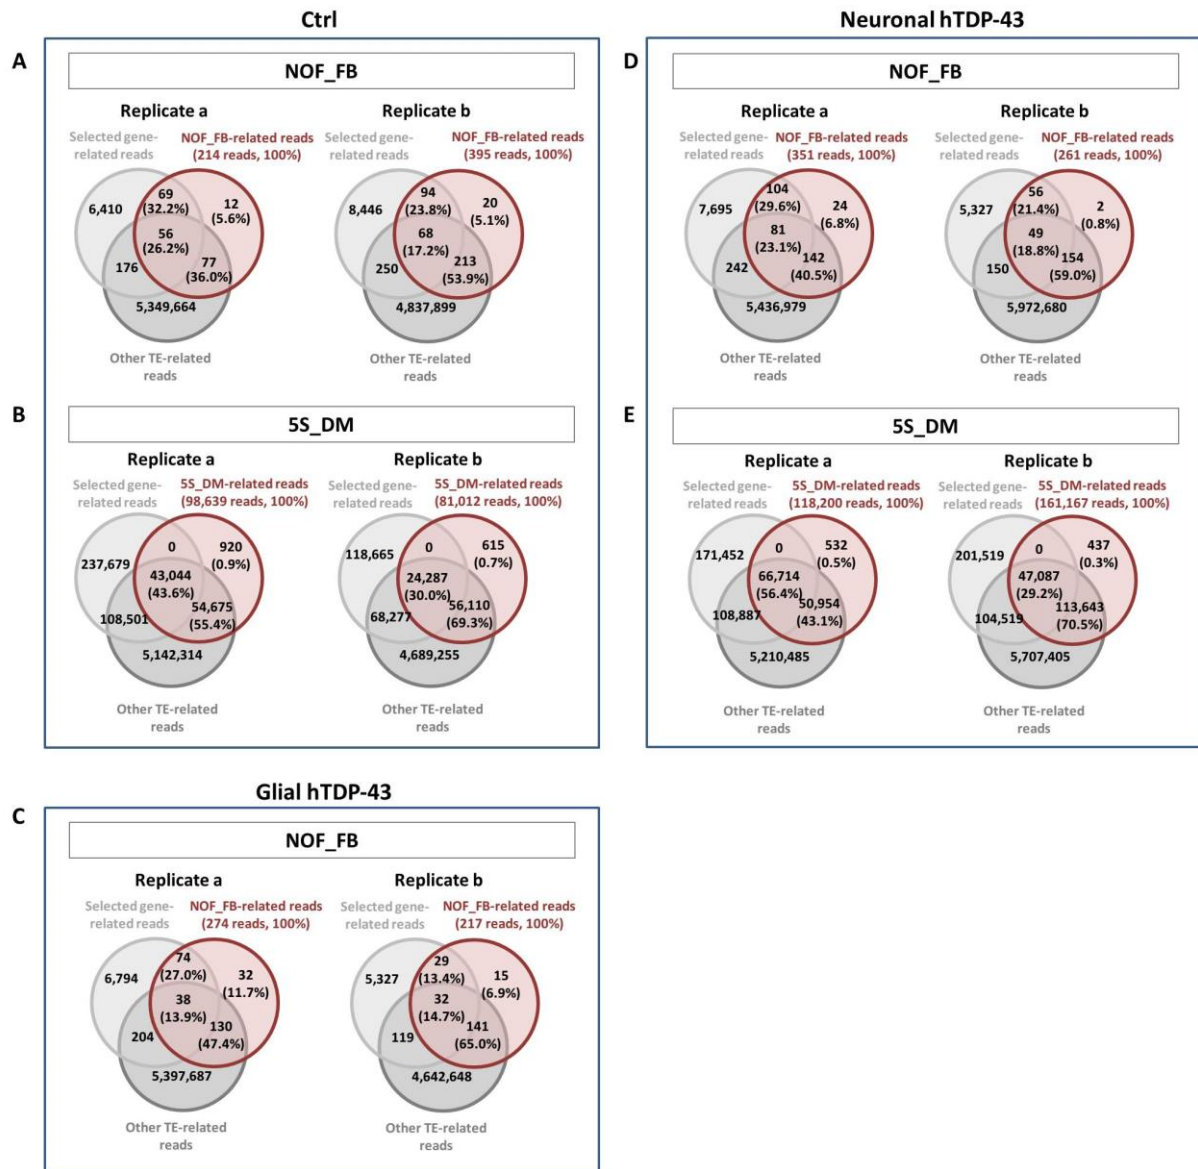 Ctrl
A
NOF_FB
Replicate a
Selected gene-
related reads
NOF_FB-related reads
(214 reads, 100%)
6,410
69
(32.2%)
12
(5.6%)
56
(26.2%)
176
77
(36.0%)
5,349,664
Other TE-related
reads
Replicate b
Selected gene-
related reads
NOF_FB-related reads
(395 reads, 100%)
8,446
94
(23.8%)
20
(5.1%)
68
(17.2%)
250
213
(53.9%)
4,837,899
Other TE-related
reads
B
5S_DM
Replicate a
Selected gene-
related reads
5S_DM-related reads
(98,639 reads, 100%)
237,679
0
920
(0.9%)
43,044
(43.6%)
108,501
54,675
(55.4%)
5,142,314
Other TE-related
reads
Replicate b
Selected gene-
related reads
5S_DM-related reads
(81,012 reads, 100%)
118,665
0
615
(0.7%)
24,287
(30.0%)
68,277
56,110
(69.3%)
4,689,255
Other TE-related
reads
Glial hTDP-43
C
NOF_FB
Replicate a
Selected gene-
related reads
NOF_FB-related reads
(274 reads, 100%)
6,794
74
(27.0%)
32
(11.7%)
38
(13.9%)
204
130
(47.4%)
5,397,687
Other TE-related
reads
Replicate b
Selected gene-
related reads
NOF_FB-related reads
(217 reads, 100%)
5,327
29
(13.4%)
15
(6.9%)
32
(14.7%)
119
141
(65.0%)
4,642,648
Other TE-related
reads
Neuronal hTDP-43
D
NOF_FB
Replicate a
Selected gene-
related reads
NOF_FB-related reads
(351 reads, 100%)
7,695
104
(29.6%)
24
(6.8%)
81
(23.1%)
242
142
(40.5%)
5,436,979
Other TE-related
reads
Replicate b
Selected gene-
related reads
NOF_FB-related reads
(261 reads, 100%)
5,327
56
(21.4%)
2
(0.8%)
49
(18.8%)
150
154
(59.0%)
5,972,680
Other TE-related
reads
E
5S_DM
Replicate a
Selected gene-
related reads
5S_DM-related reads
(118,200 reads, 100%)
171,452
0
532
(0.5%)
66,714
(56.4%)
108,887
50,954
(43.1%)
5,210,485
Other TE-related
reads
Replicate b
Selected gene-
related reads
5S_DM-related reads
(161,167 reads, 100%)
201,519
0
437
(0.3%)
47,087
(29.2%)
104,519
113,643
(70.5%)
5,707,405
Other TE-related
reads